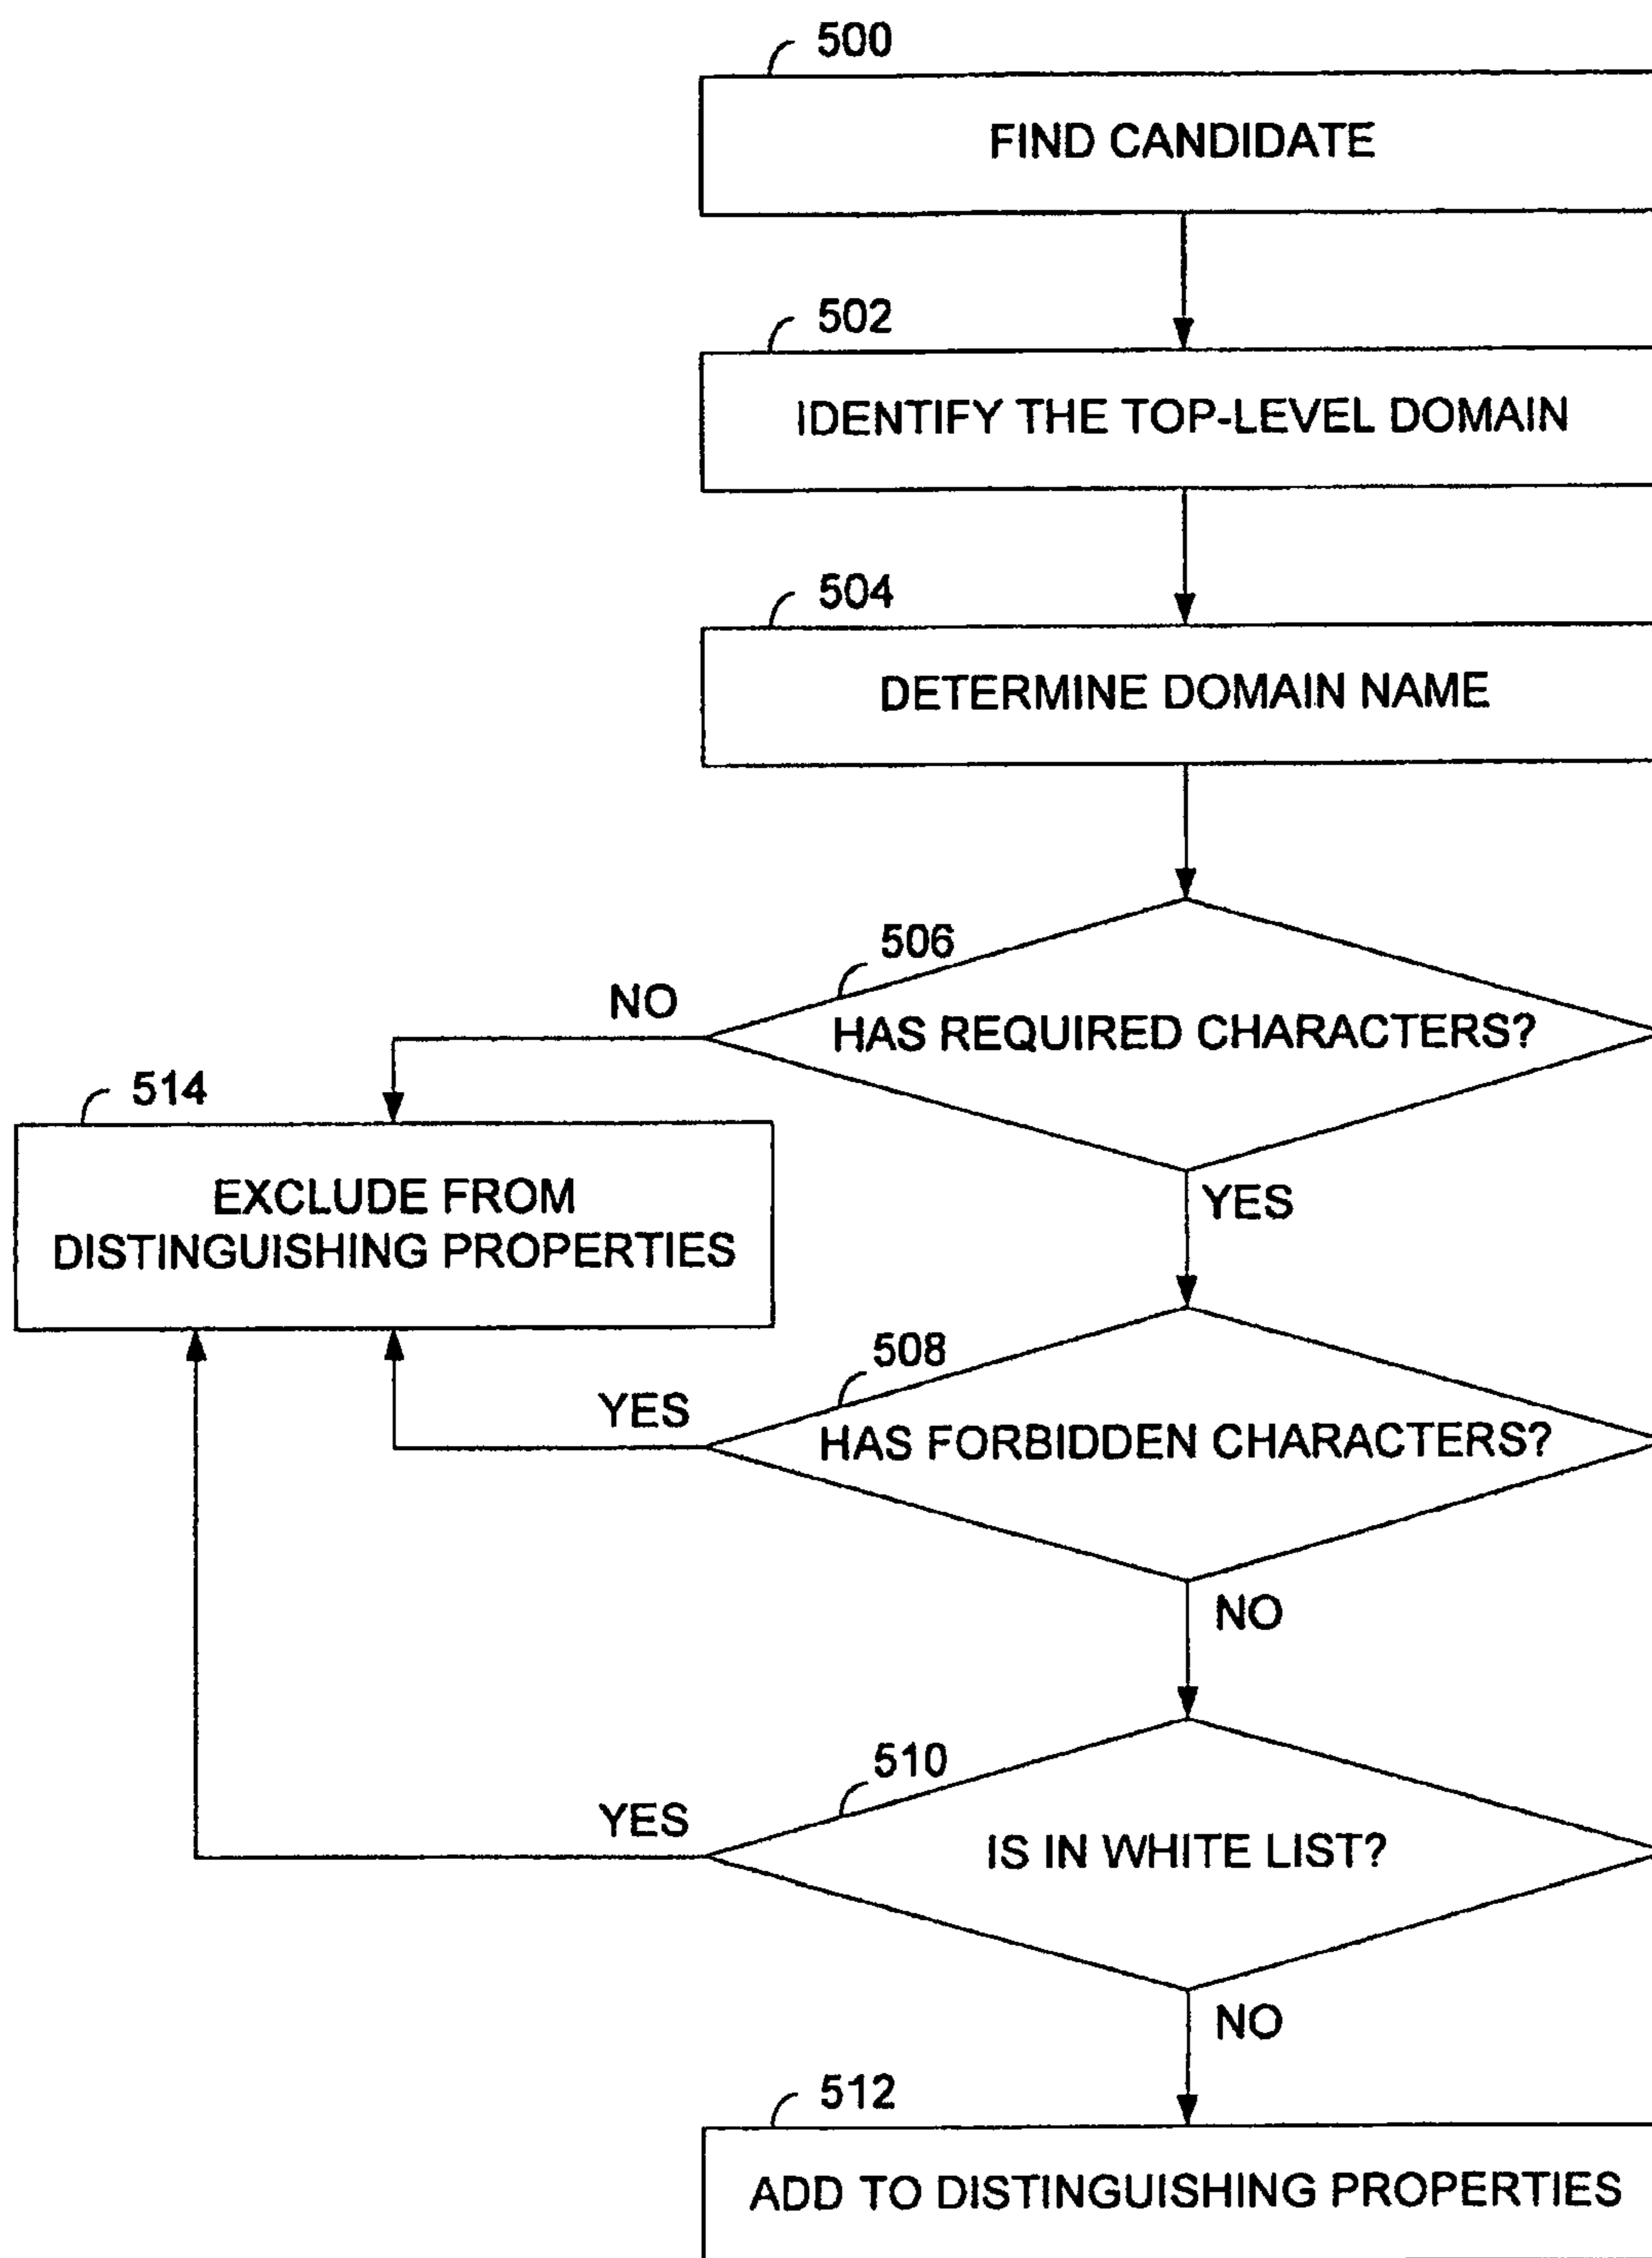 500
FIND CANDIDATE
502
IDENTIFY THE TOP-LEVEL DOMAIN
504
DETERMINE DOMAIN NAME
506
NO
HAS REQUIRED CHARACTERS?
514
EXCLUDE FROM
DISTINGUISHING PROPERTIES
YES
508
YES
HAS FORBIDDEN CHARACTERS?
NO
510
YES
IS IN WHITE LIST?
NO
512
ADD TO DISTINGUISHING PROPERTIES